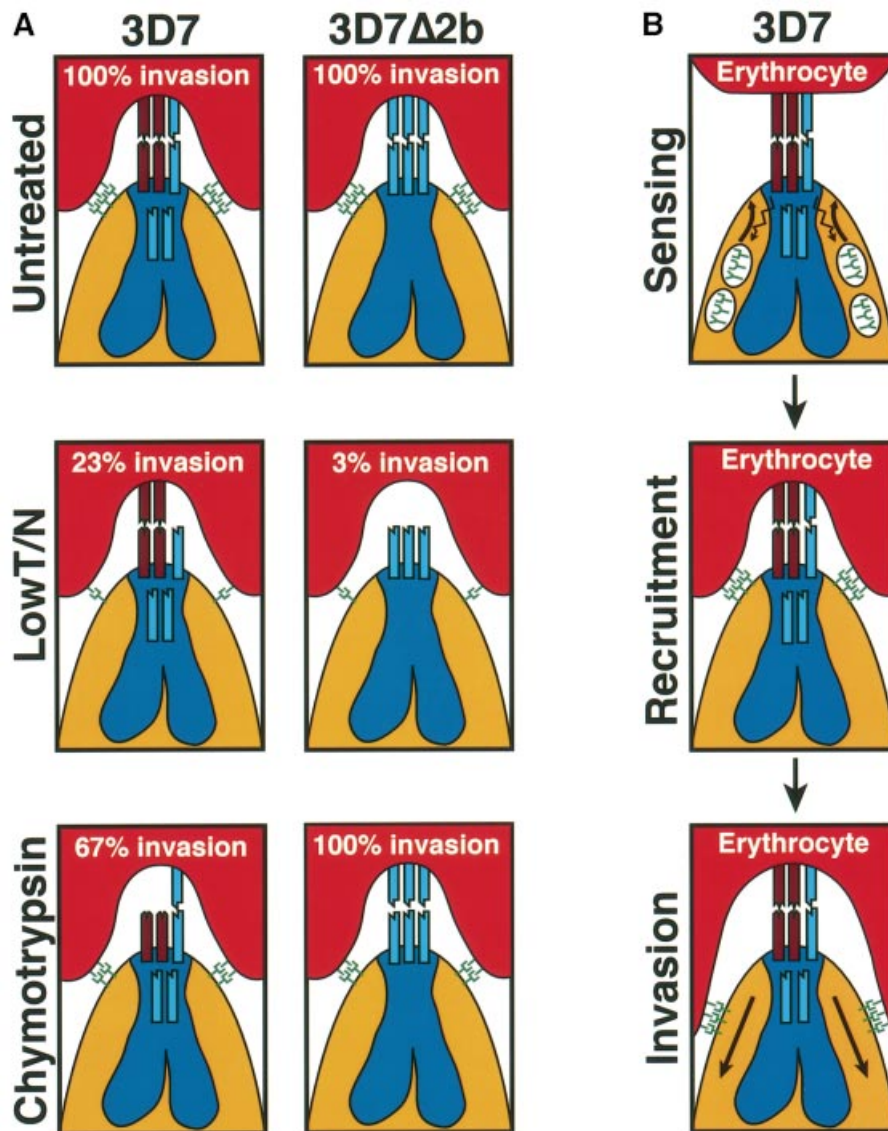 A
3D7
3D7Δ2b
B
3D7
Untreated
100% invasion
100% invasion
Sensing
Erythrocyte
LowT/N
23% invasion
3% invasion
Recruitment
Erythrocyte
Chymotrypsin
67% invasion
100% invasion
Invasion
Erythrocyte